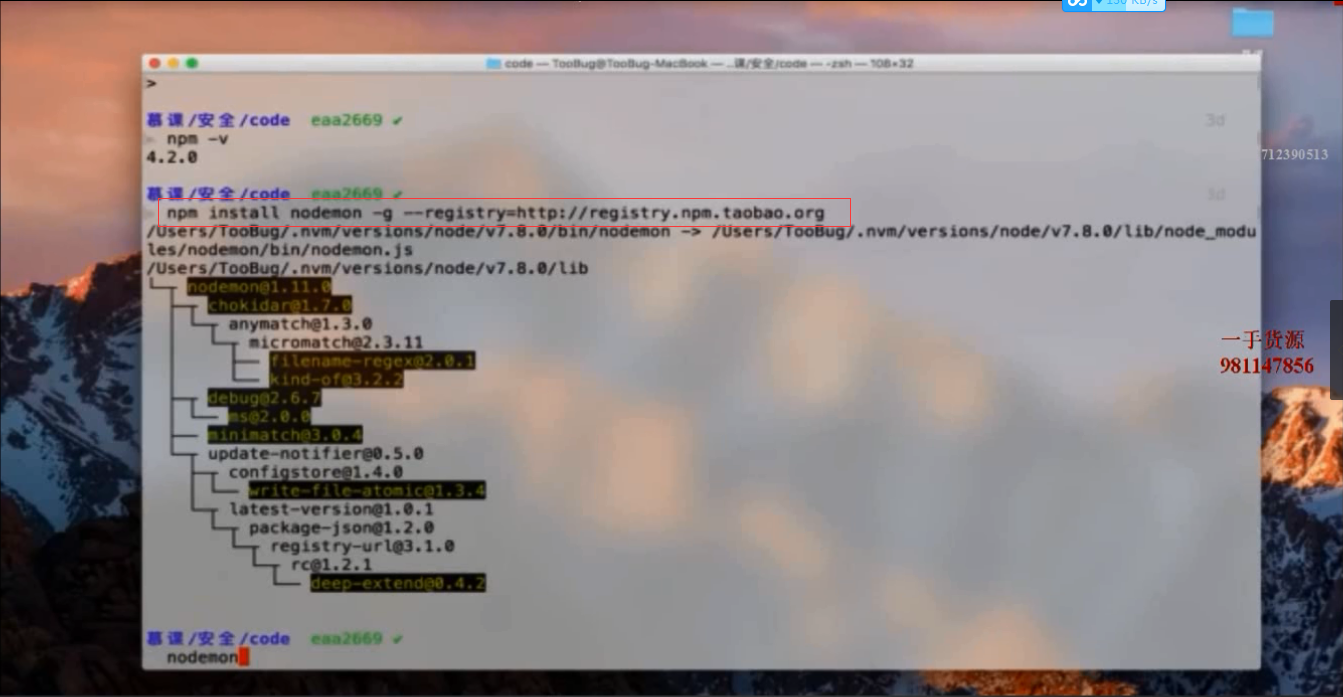 150 KB/s
code — TooBug@TooBug-MacBook — ..课/安全/code — -zsh — 108×32
>
慕课/安全/code eaa2669 ✔ 3d
npm -v
4.2.0
712390513
慕课/安全/code eaa2669 ✔ 3d
npm install nodemon -g --registry=http://registry.npm.taobao.org
/Users/TooBug/.nvm/versions/node/v7.8.0/bin/nodemon -> /Users/TooBug/.nvm/versions/node/v7.8.0/lib/node_modu
les/nodemon/bin/nodemon.js
/Users/TooBug/.nvm/versions/node/v7.8.0/lib
nodemon@1.11.0
chokidar@1.7.0
anymatch@1.3.0
micromatch@2.3.11
filename-regex@2.0.1
kind-of@3.2.2
debug@2.6.7
ms@2.0.0
minimatch@3.0.4
update-notifier@0.5.0
configstore@1.4.0
write-file-atomic@1.3.4
latest-version@1.0.1
package-json@1.2.0
registry-url@3.1.0
rc@1.2.1
deep-extend@0.4.2
一手货源
981147856
慕课/安全/code eaa2669 ✔
nodemon